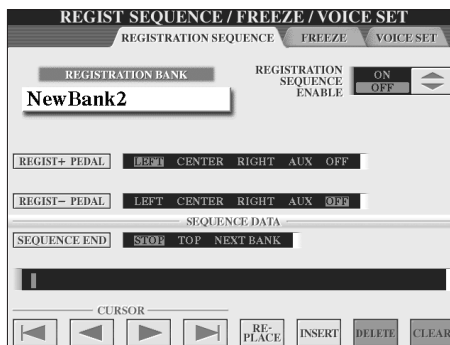 REGIST SEQUENCE / FREEZE / VOICE SET
REGISTRATION SEQUENCE FREEZE VOICE SET
REGISTRATION BANK
NewBank2
REGISTRATION
SEQUENCE
ENABLE
ON
OFF
REGIST+ PEDAL LEFT CENTER RIGHT AUX OFF
REGIST− PEDAL LEFT CENTER RIGHT AUX OFF
SEQUENCE DATA
SEQUENCE END STOP TOP NEXT BANK
CURSOR
RE-
PLACE
INSERT DELETE CLEAR